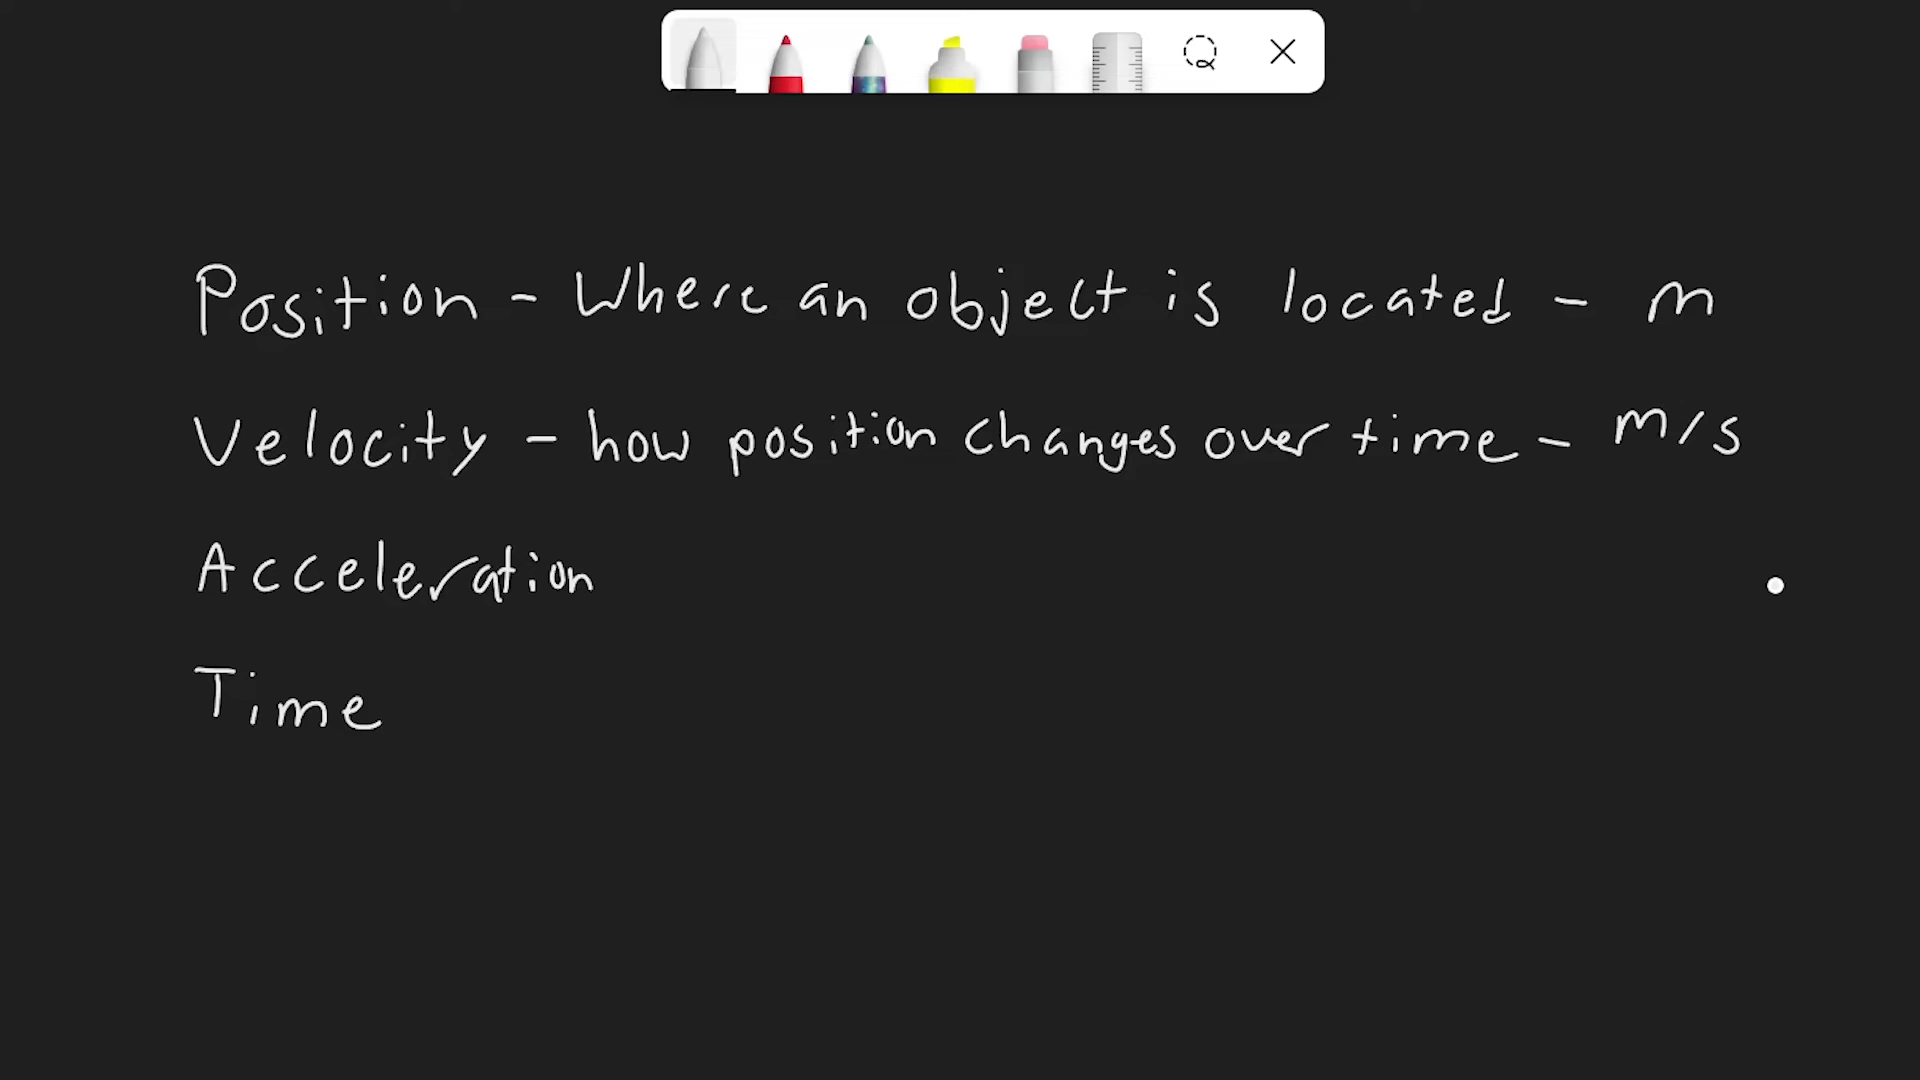 Position - Where an object is located - m
Velocity - how position changes over time - m/s
Acceleration
Time